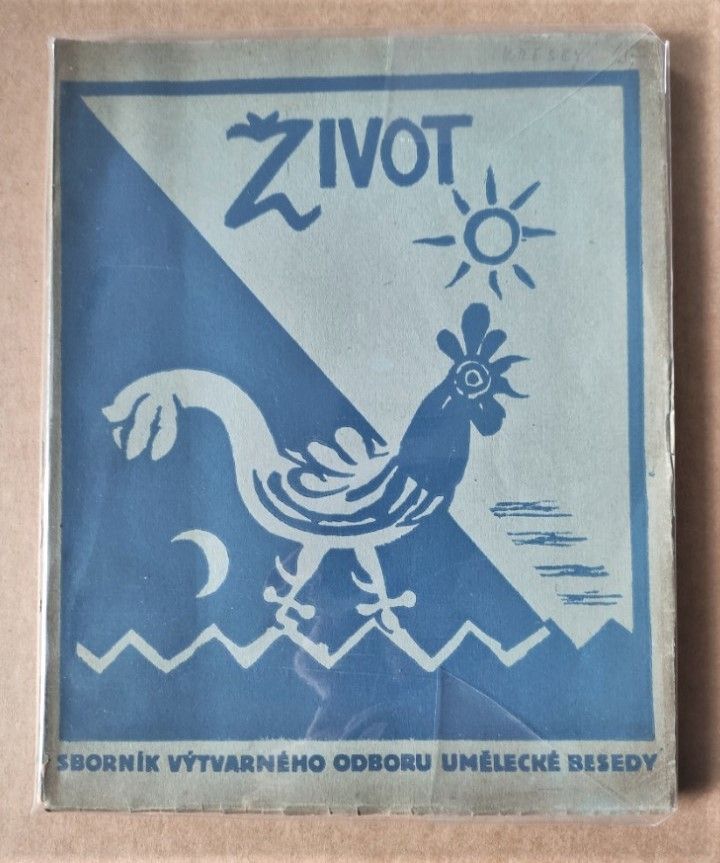 ŽIVOT
SBORNÍK VÝTVARNÉHO ODBORU UMĚLECKÉ BESEDY